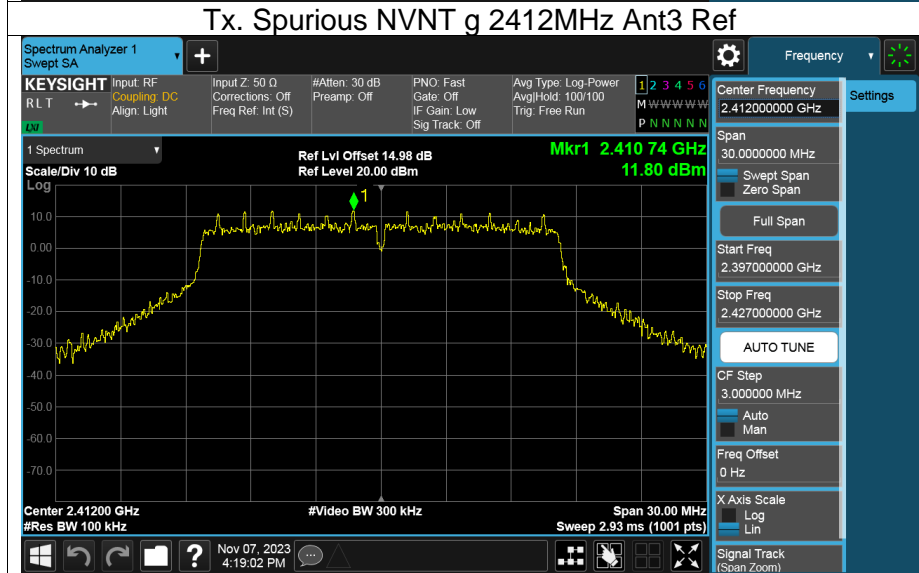 Tx. Spurious NVNT g 2412MHz Ant3 Ref
Spectrum Analyzer 1
Swept SA
+
Frequency
KEYSIGHT
RLT
LXI
Input: RF
Coupling: DC
Align: Light
Input Z: 50 Ω
Corrections: Off
Freq Ref: Int (S)
#Atten: 30 dB
Preamp: Off
PNO: Fast
Gate: Off
IF Gain: Low
Sig Track: Off
Avg Type: Log-Power
Avg|Hold: 100/100
Trig: Free Run
1 2 3 4 5 6
M W W W W W
P N N N N N
Settings
Center Frequency
2.412000000 GHz
Span
30.0000000 MHz
Swept Span
Zero Span
Full Span
Start Freq
2.397000000 GHz
Stop Freq
2.427000000 GHz
AUTO TUNE
CF Step
3.000000 MHz
Auto
Man
Freq Offset
0 Hz
X Axis Scale
Log
Lin
Signal Track
(Span Zoom)
1 Spectrum
Scale/Div 10 dB
Log
Ref Lvl Offset 14.98 dB
Ref Level 20.00 dBm
Mkr1 2.410 74 GHz
11.80 dBm
1
10.0
0.00
-10.0
-20.0
-30.0
-40.0
-50.0
-60.0
-70.0
Center 2.41200 GHz
#Res BW 100 kHz
#Video BW 300 kHz
Span 30.00 MHz
Sweep 2.93 ms (1001 pts)
?
Nov 07, 2023
4:19:02 PM